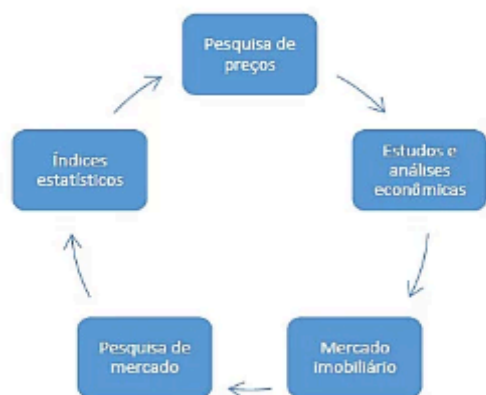 Pesquisa de
preços
Estudos e
análises
econômicas
Mercado
imobiliário
Pesquisa de
mercado
Índices
estatísticos